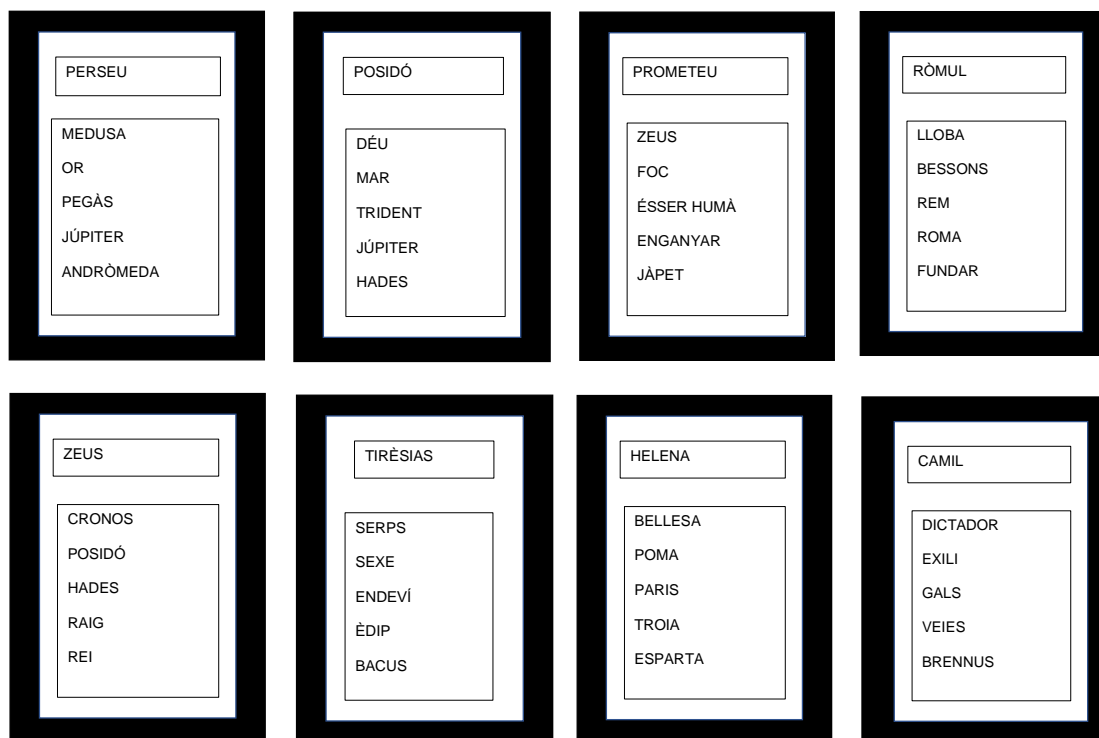 PERSEU
MEDUSA
OR
PEGÀS
JÚPITER
ANDRÒMEDA
POSIDÓ
DÉU
MAR
TRIDENT
JÚPITER
HADES
PROMETEU
ZEUS
FOC
ÉSSER HUMÀ
ENGANYAR
JÀPET
RÒMUL
LLOBA
BESSONS
REM
ROMA
FUNDAR
ZEUS
CRONOS
POSIDÓ
HADES
RAIG
REI
TIRÈSIAS
SERPS
SEXE
ENDEVÍ
ÈDIP
BACUS
HELENA
BELLESA
POMA
PARIS
TROIA
ESPARTA
CAMIL
DICTADOR
EXILI
GALS
VEIES
BRENNUS